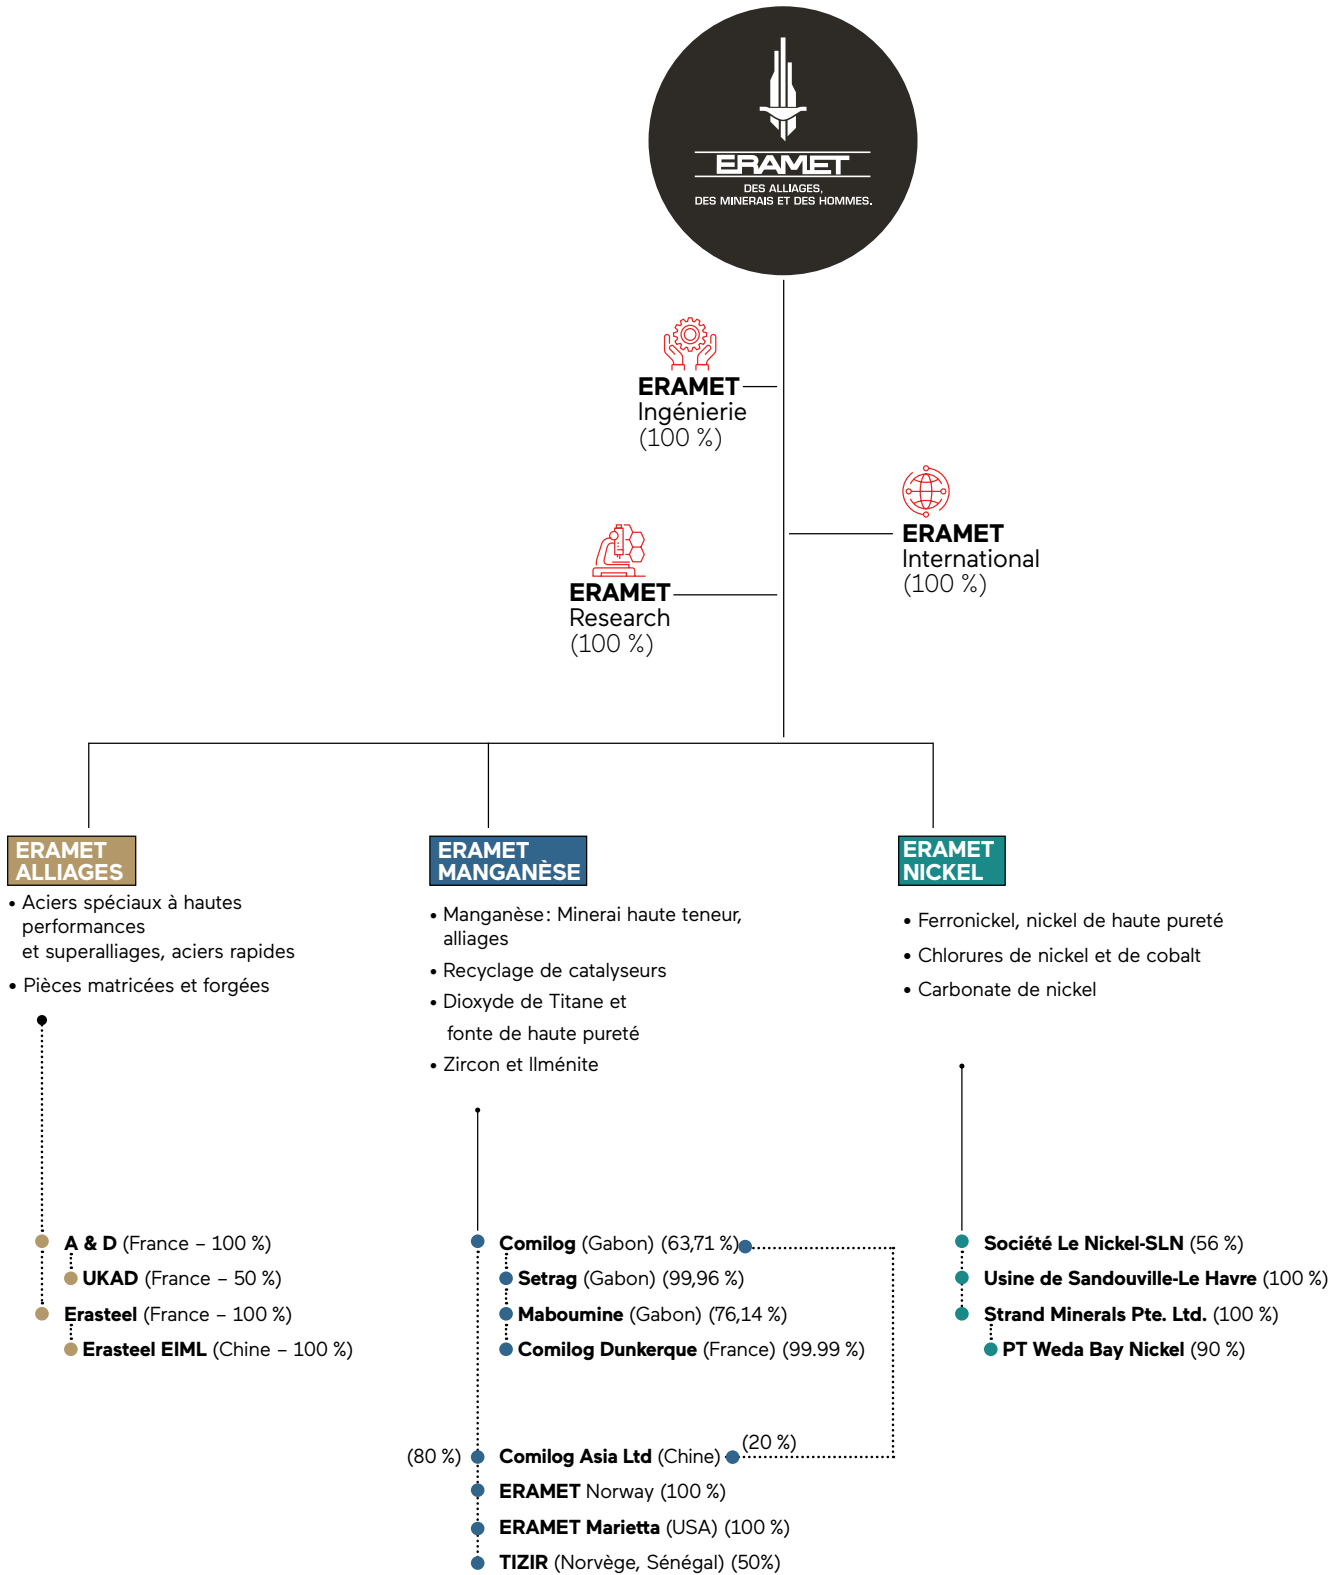 ERAMET
DES ALLIAGES,
DES MINERAIS ET DES HOMMES.
ERAMET
Ingénierie
(100 %)
ERAMET
International
(100 %)
ERAMET
Research
(100 %)
ERAMET
ALLIAGES
• Aciers spéciaux à hautes
performances
et superalliages, aciers rapides
• Pièces matricées et forgées
A & D (France – 100 %)
UKAD (France – 50 %)
Erasteel (France – 100 %)
Erasteel EIML (Chine – 100 %)
ERAMET
MANGANÈSE
• Manganèse: Minerai haute teneur,
alliages
• Recyclage de catalyseurs
• Dioxyde de Titane et
fonte de haute pureté
• Zircon et Ilménite
Comilog (Gabon) (63,71 %)
Setrag (Gabon) (99,96 %)
Maboumine (Gabon) (76,14 %)
Comilog Dunkerque (France) (99.99 %)
(80 %) Comilog Asia Ltd (Chine) (20 %)
ERAMET Norway (100 %)
ERAMET Marietta (USA) (100 %)
TIZIR (Norvège, Sénégal) (50%)
ERAMET
NICKEL
• Ferronickel, nickel de haute pureté
• Chlorures de nickel et de cobalt
• Carbonate de nickel
Société Le Nickel-SLN (56 %)
Usine de Sandouville-Le Havre (100 %)
Strand Minerals Pte. Ltd. (100 %)
PT Weda Bay Nickel (90 %)